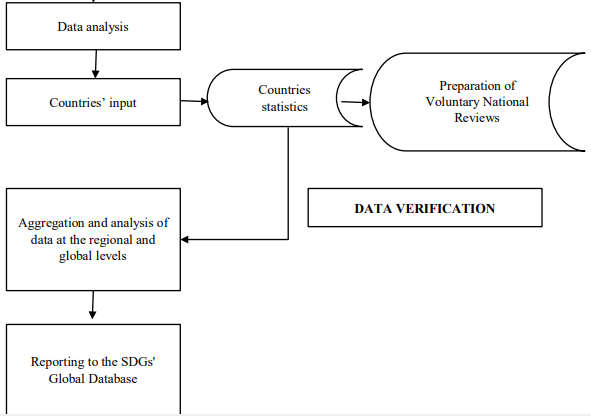 Data analysis
Countries' input
Countries
statistics
Preparation of
Voluntary National
Reviews
DATA VERIFICATION
Aggregation and analysis of
data at the regional and
global levels
Reporting to the SDGs'
Global Database